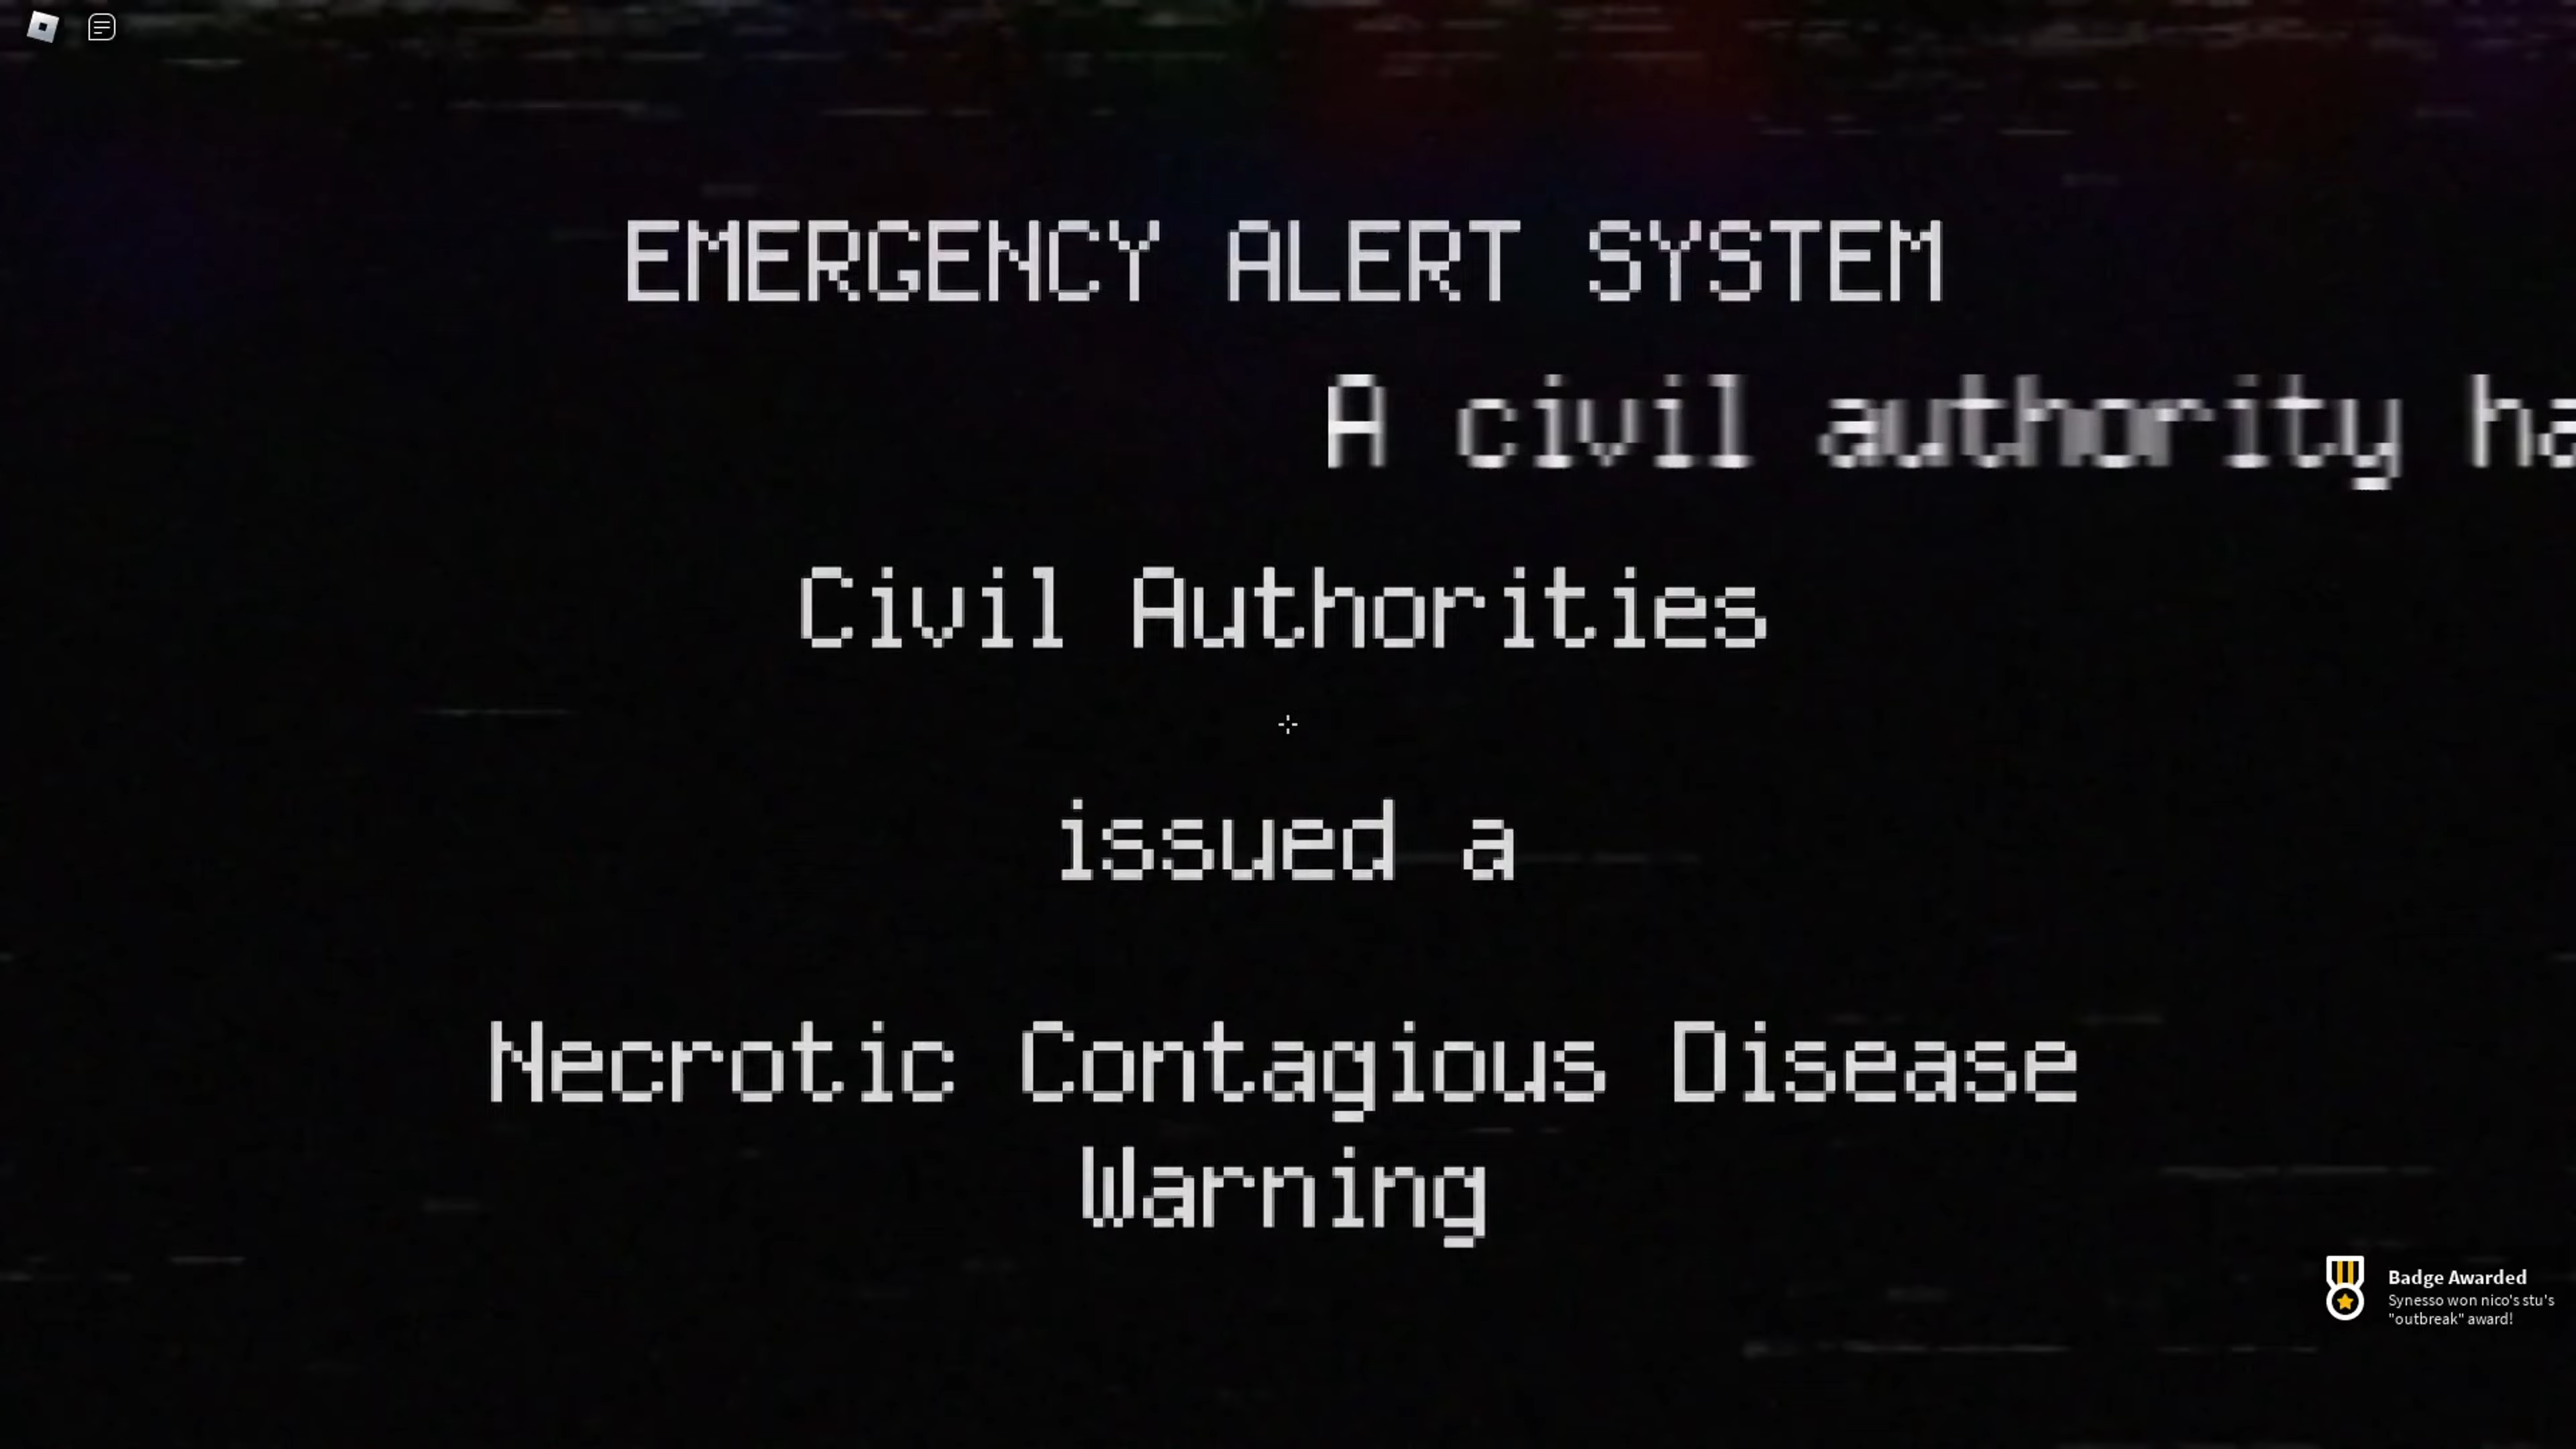 EMERGENCY ALERT SYSTEM
A civil authority ha
Civil Authorities
issued a
Necrotic Contagious Disease
Warning
Badge Awarded
Synesso won nico's stu's
"outbreak" award!